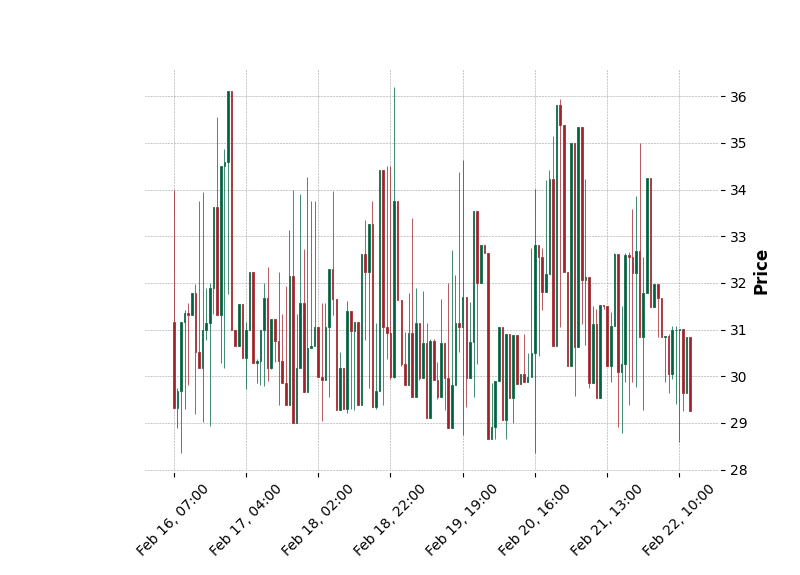 36
35
34
33
32
31
30
29
28
Price
Feb 16, 07:00
Feb 17, 04:00
Feb 18, 02:00
Feb 18, 22:00
Feb 19, 19:00
Feb 20, 16:00
Feb 21, 13:00
Feb 22, 10:00